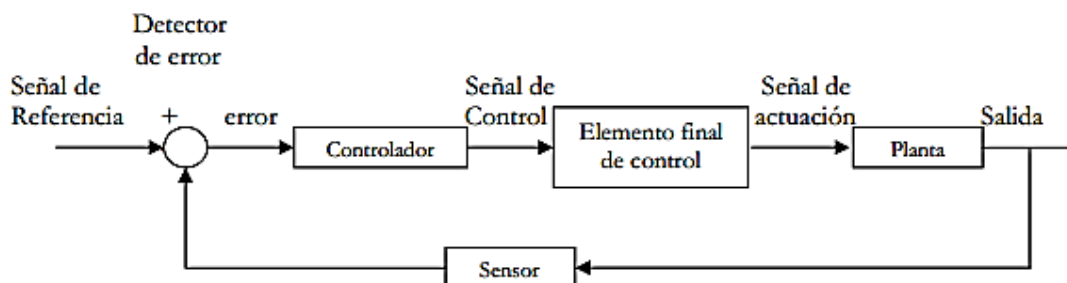 Detector
de error
Señal de
Referencia
+
error
Controlador
Señal de
Control
Elemento final
de control
Señal de
actuación
Planta
Salida
Sensor